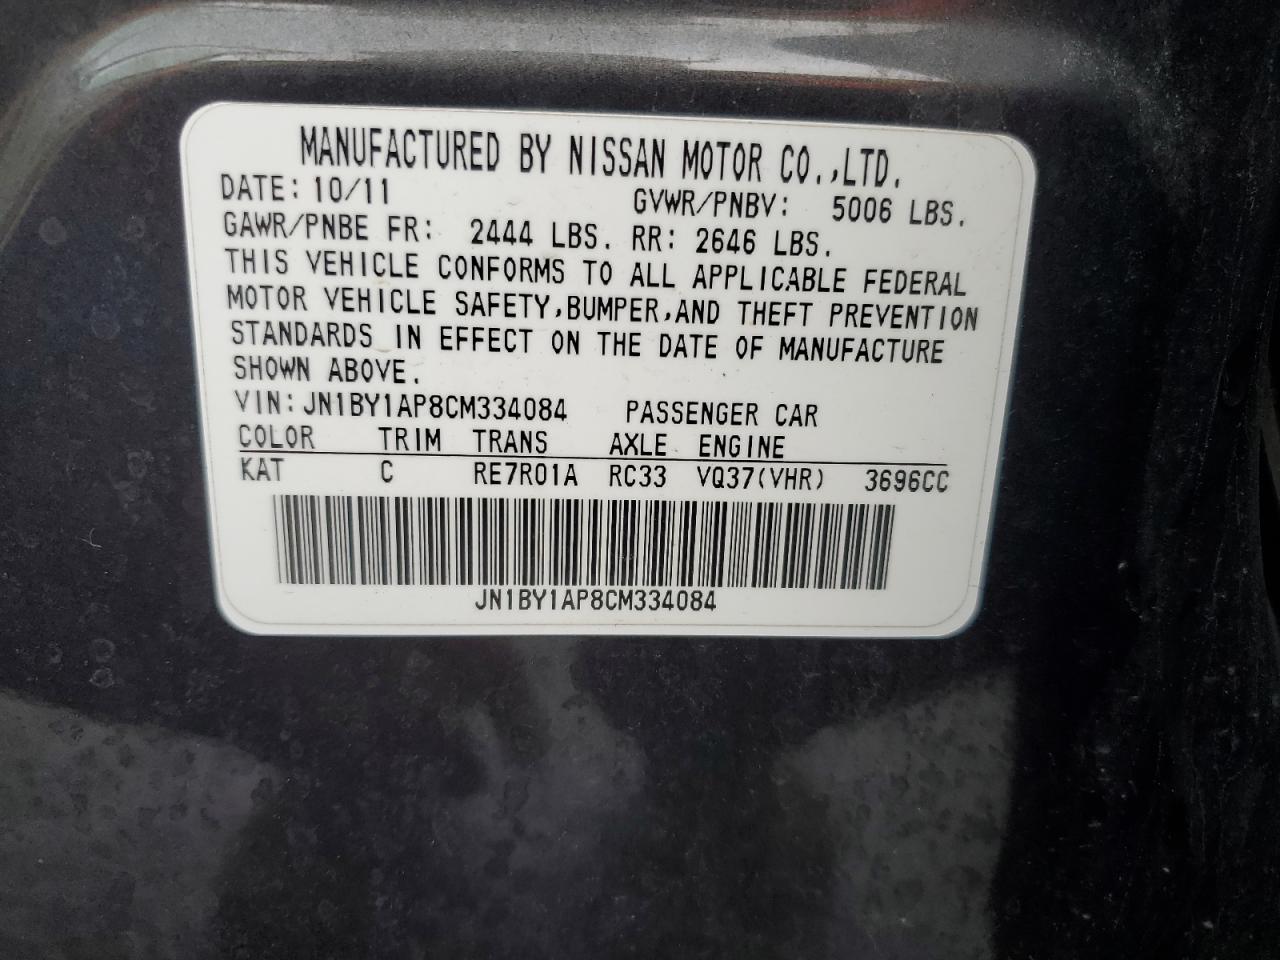 MANUFACTURED BY NISSAN MOTOR CO.,LTD.
DATE: 10/11 GVWR/PNBV: 5006 LBS.
GAWR/PNBE FR: 2444 LBS. RR: 2646 LBS.
THIS VEHICLE CONFORMS TO ALL APPLICABLE FEDERAL
MOTOR VEHICLE SAFETY,BUMPER,AND THEFT PREVENTION
STANDARDS IN EFFECT ON THE DATE OF MANUFACTURE
SHOWN ABOVE.
VIN: JN1BY1AP8CM334084 PASSENGER CAR
COLOR TRIM TRANS AXLE ENGINE
KAT C RE7R01A RC33 VQ37(VHR) 3696CC
JN1BY1AP8CM334084